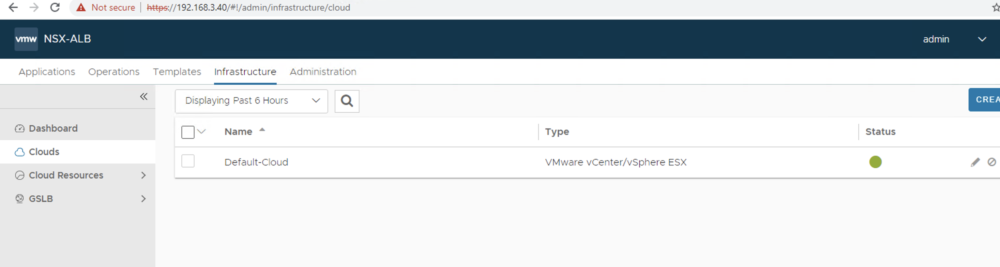 Not secure https://192.168.3.40/#!/admin/infrastructure/cloud
vmw NSX-ALB admin
Applications Operations Templates Infrastructure Administration
Displaying Past 6 Hours CREA
Dashboard
Clouds
Cloud Resources
GSLB
Name Type Status
Default-Cloud VMware vCenter/vSphere ESX